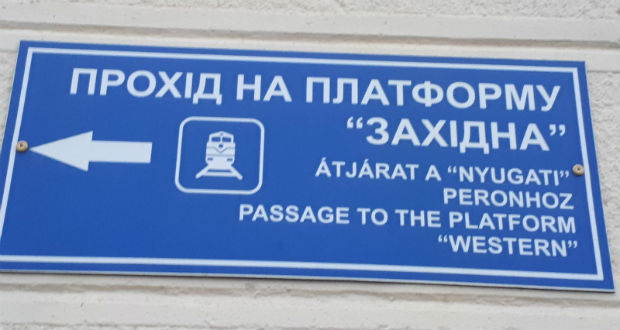 ПРОХІД НА ПЛАТФОРМУ
“ЗАХІДНА”
ÁTJÁRAT A “NYUGATI”
PERONHOZ
PASSAGE TO THE PLATFORM
“WESTERN”